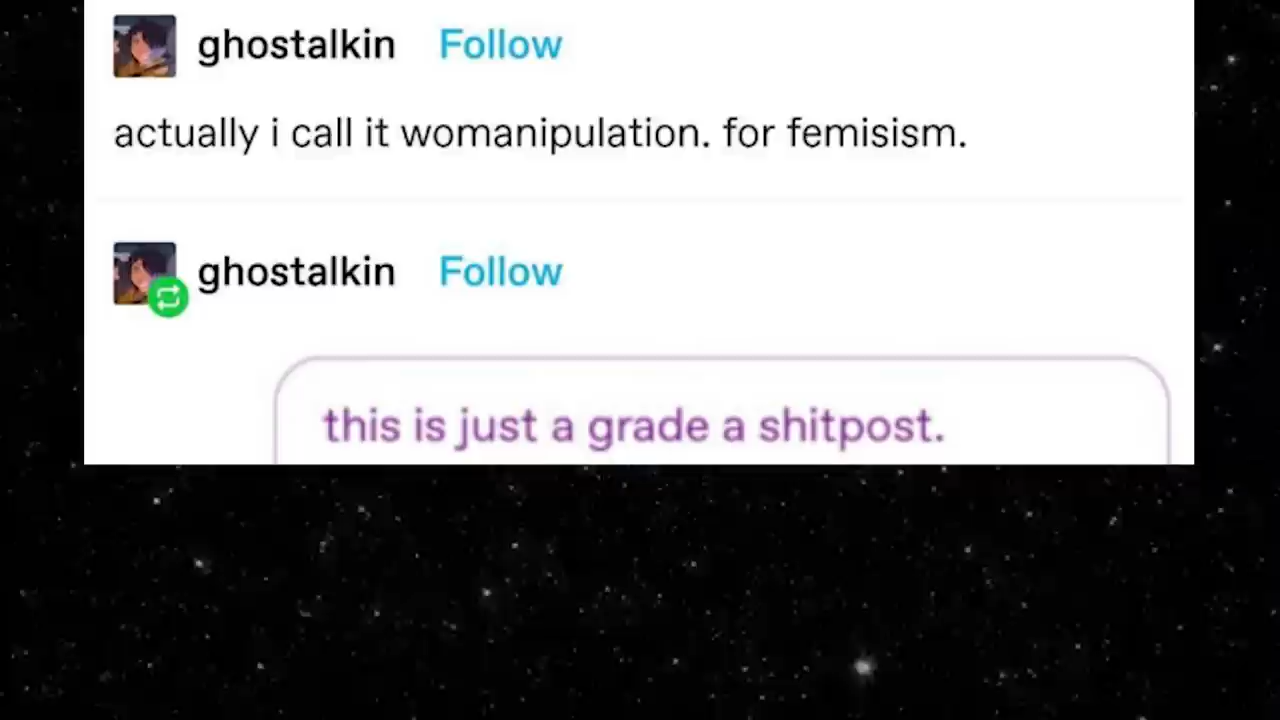 ghostalkin Follow
actually i call it womanipulation. for femisism.
ghostalkin Follow
this is just a grade a shitpost.